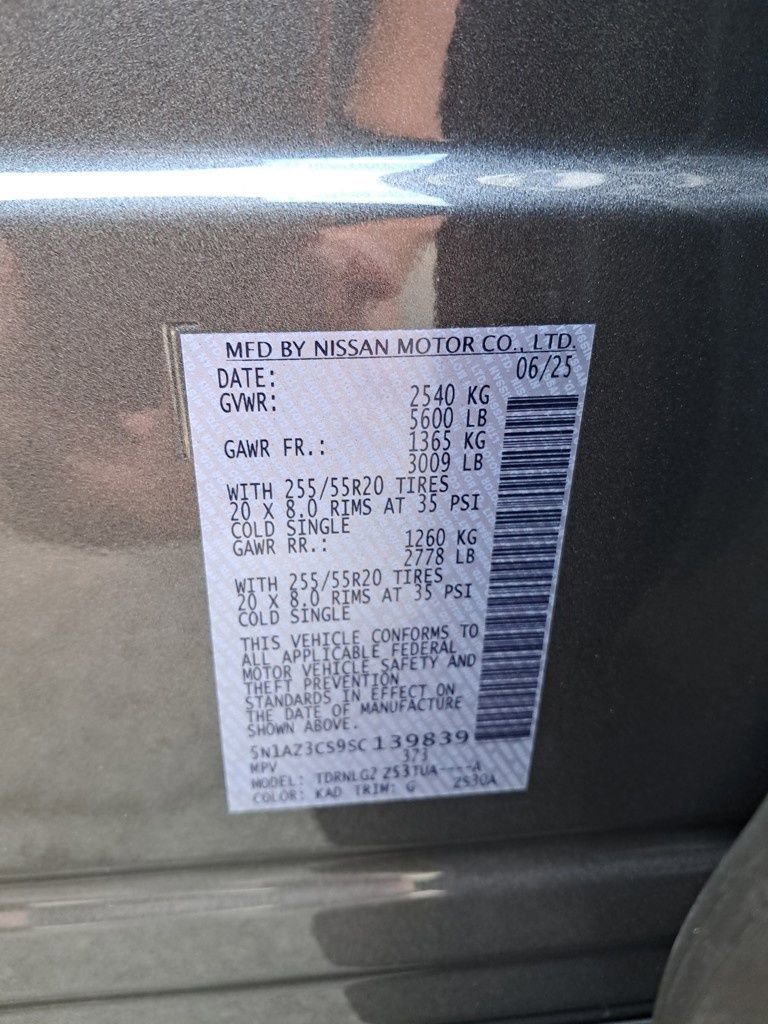 MFD BY NISSAN MOTOR CO., LTD.
DATE: 06/25
GVWR: 2540 KG
5600 LB
GAWR FR.: 1365 KG
3009 LB
WITH 255/55R20 TIRES
20 X 8.0 RIMS AT 35 PSI
COLD SINGLE
GAWR RR.: 1260 KG
2778 LB
WITH 255/55R20 TIRES
20 X 8.0 RIMS AT 35 PSI
COLD SINGLE
THIS VEHICLE CONFORMS TO
ALL APPLICABLE FEDERAL
MOTOR VEHICLE SAFETY AND
THEFT PREVENTION
STANDARDS IN EFFECT ON
THE DATE OF MANUFACTURE
SHOWN ABOVE.
5N1AZ3CS9SC139839
MPV 373
MODEL: TDRNLGZ ZS3TUA----A
COLOR: KAD TRIM: G ZS30A